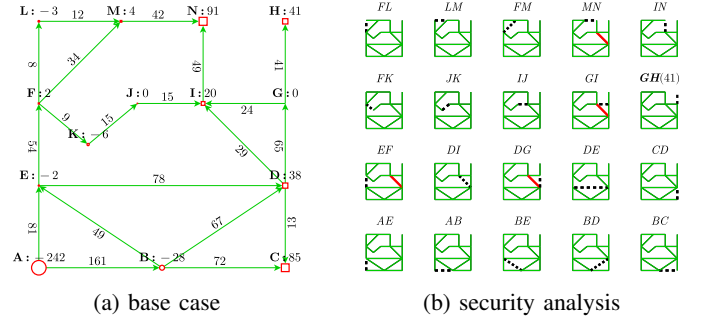 L: −3 M: 4 N: 91 H: 41
12 42
8 34 49 41
F: 2 J: 0 I: 20 G: 0
9 15 15 24
K: −6
54 29 65
E: −2 D: 38
78
81 49 67 13
A: −242 B: −28 C: 85
161 72
(a) base case
FL LM FM MN IN
FK JK IJ GI GH(41)
EF DI DG DE CD
AE AB BE BD BC
(b) security analysis